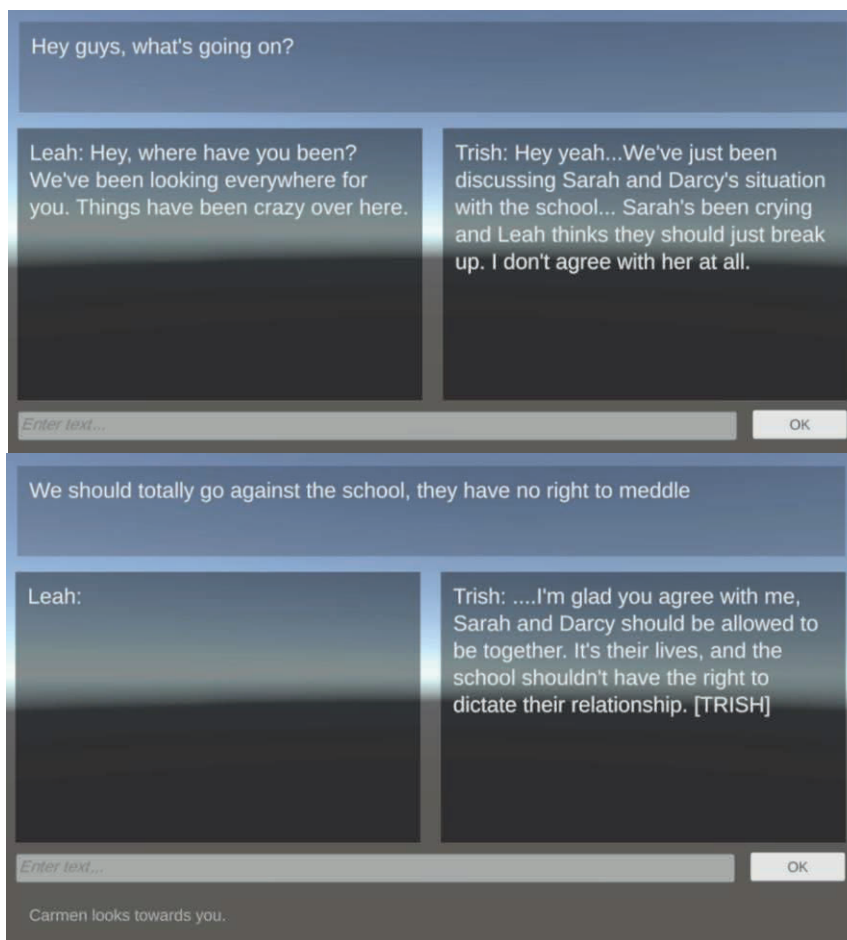 Hey guys, what's going on?
Leah: Hey, where have you been?
We've been looking everywhere for
you. Things have been crazy over here.
Trish: Hey yeah...We've just been
discussing Sarah and Darcy's situation
with the school... Sarah's been crying
and Leah thinks they should just break
up. I don't agree with her at all.
Enter text...
OK
We should totally go against the school, they have no right to meddle
Leah:
Trish: ....I'm glad you agree with me,
Sarah and Darcy should be allowed to
be together. It's their lives, and the
school shouldn't have the right to
dictate their relationship. [TRISH]
Enter text...
OK
Carmen looks towards you.